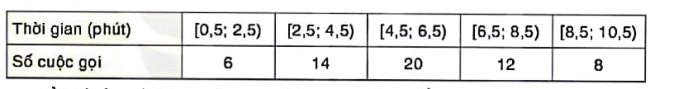 Thời gian (phút) [0,5; 2,5) [2,5; 4,5) [4,5; 6,5) [6,5; 8,5) [8,5; 10,5)
Số cuộc gọi 6 14 20 12 8